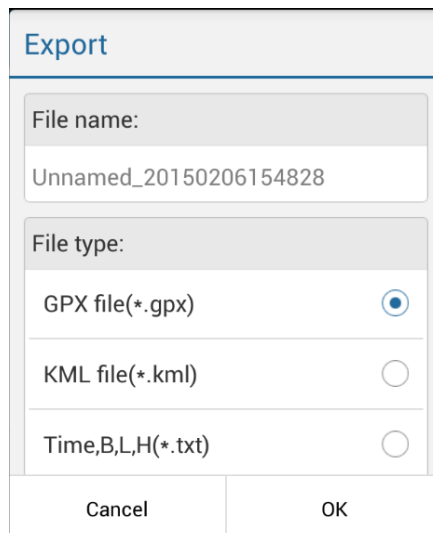 Export
File name:
Unnamed_20150206154828
File type:
GPX file(*.gpx)
KML file(*.kml)
Time,B,L,H(*.txt)
Cancel OK